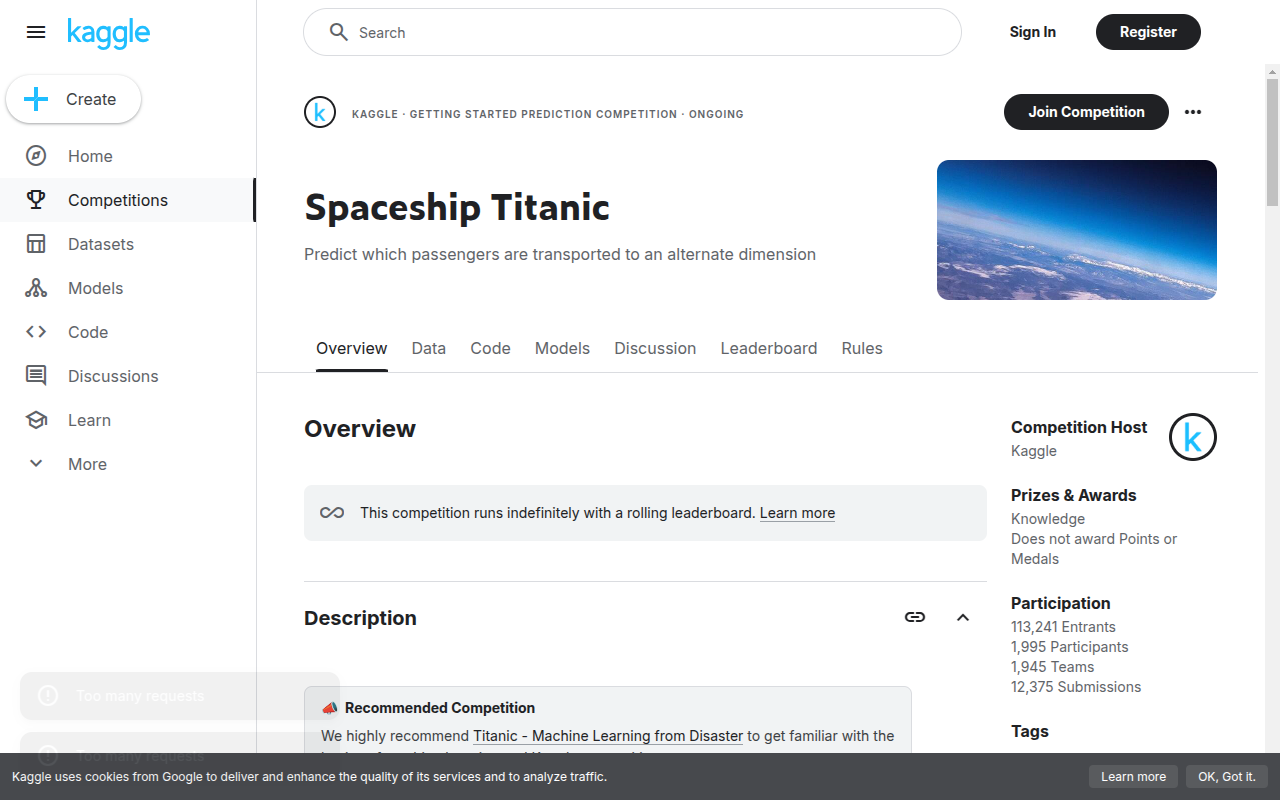 kaggle
Search
Sign In
Register
Create
Home
Competitions
Datasets
Models
Code
Discussions
Learn
More
k
KAGGLE · GETTING STARTED PREDICTION COMPETITION · ONGOING
Join Competition
Spaceship Titanic
Predict which passengers are transported to an alternate dimension
Overview
Data
Code
Models
Discussion
Leaderboard
Rules
Overview
This competition runs indefinitely with a rolling leaderboard. Learn more
Description
📣 Recommended Competition
We highly recommend Titanic - Machine Learning from Disaster to get familiar with the
Competition Host
Kaggle
k
Prizes & Awards
Knowledge
Does not award Points or
Medals
Participation
113,241 Entrants
1,995 Participants
1,945 Teams
12,375 Submissions
Tags
Too many requests
Too many requests
Kaggle uses cookies from Google to deliver and enhance the quality of its services and to analyze traffic.
Learn more
OK, Got it.